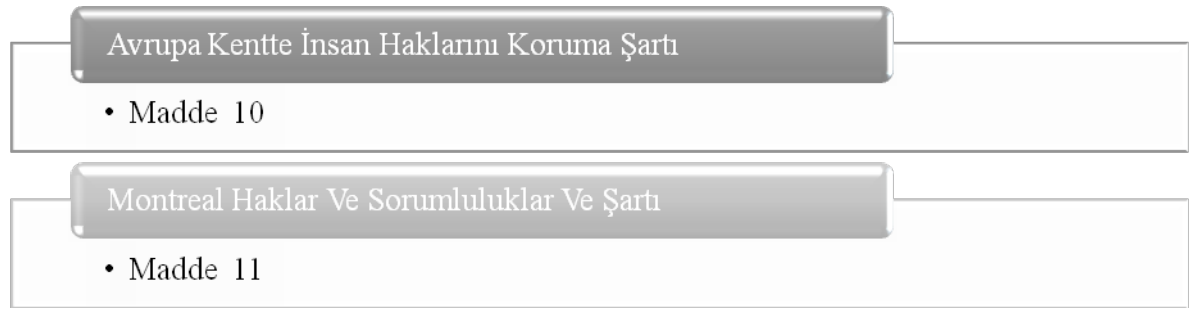 Avrupa Kentte İnsan Haklarını Koruma Şartı
• Madde 10
Montreal Haklar Ve Sorumluluklar Ve Şartı
• Madde 11